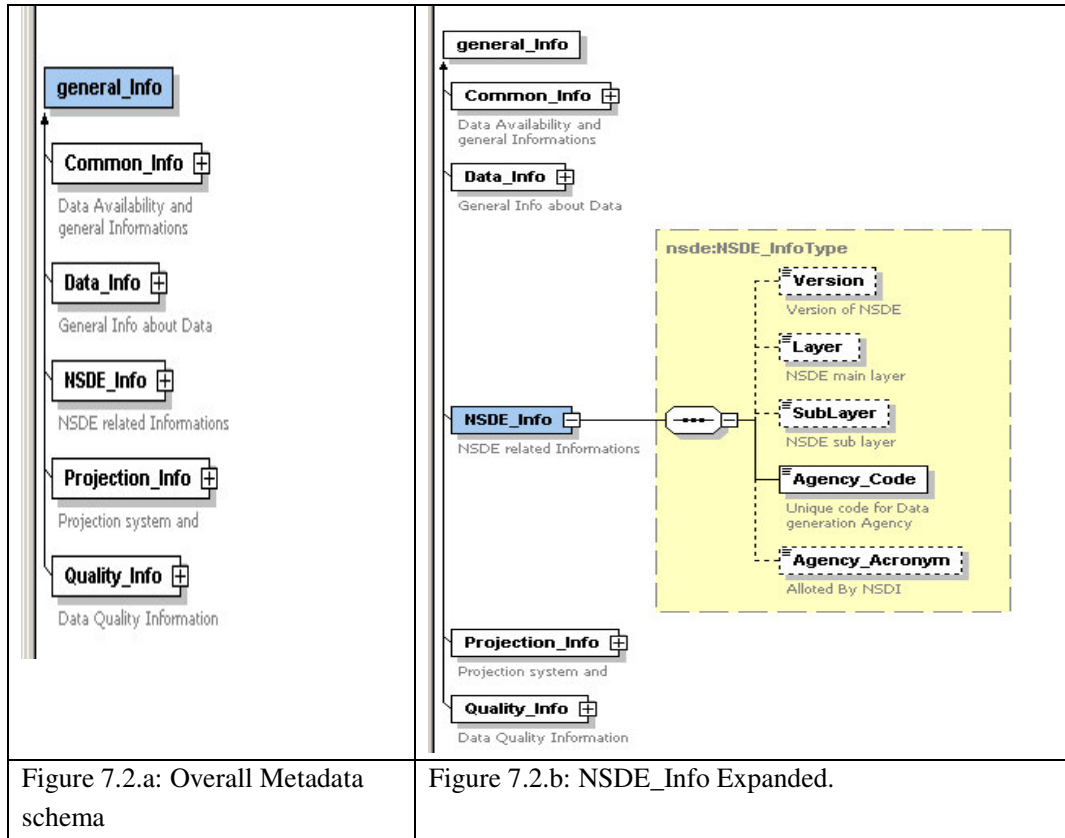 general_Info
Common_Info
Data Availability and
general Informations
Data_Info
General Info about Data
NSDE_Info
NSDE related Informations
Projection_Info
Projection system and
Quality_Info
Data Quality Information
general_Info
Common_Info
Data Availability and
general Informations
Data_Info
General Info about Data
nsde:NSDE_InfoType
Version
Version of NSDE
Layer
NSDE main layer
SubLayer
NSDE sub layer
NSDE_Info
NSDE related Informations
Agency_Code
Unique code for Data
generation Agency
Agency_Acronym
Alloted By NSDI
Projection_Info
Projection system and
Quality_Info
Data Quality Information
Figure 7.2.a: Overall Metadata
schema
Figure 7.2.b: NSDE_Info Expanded.